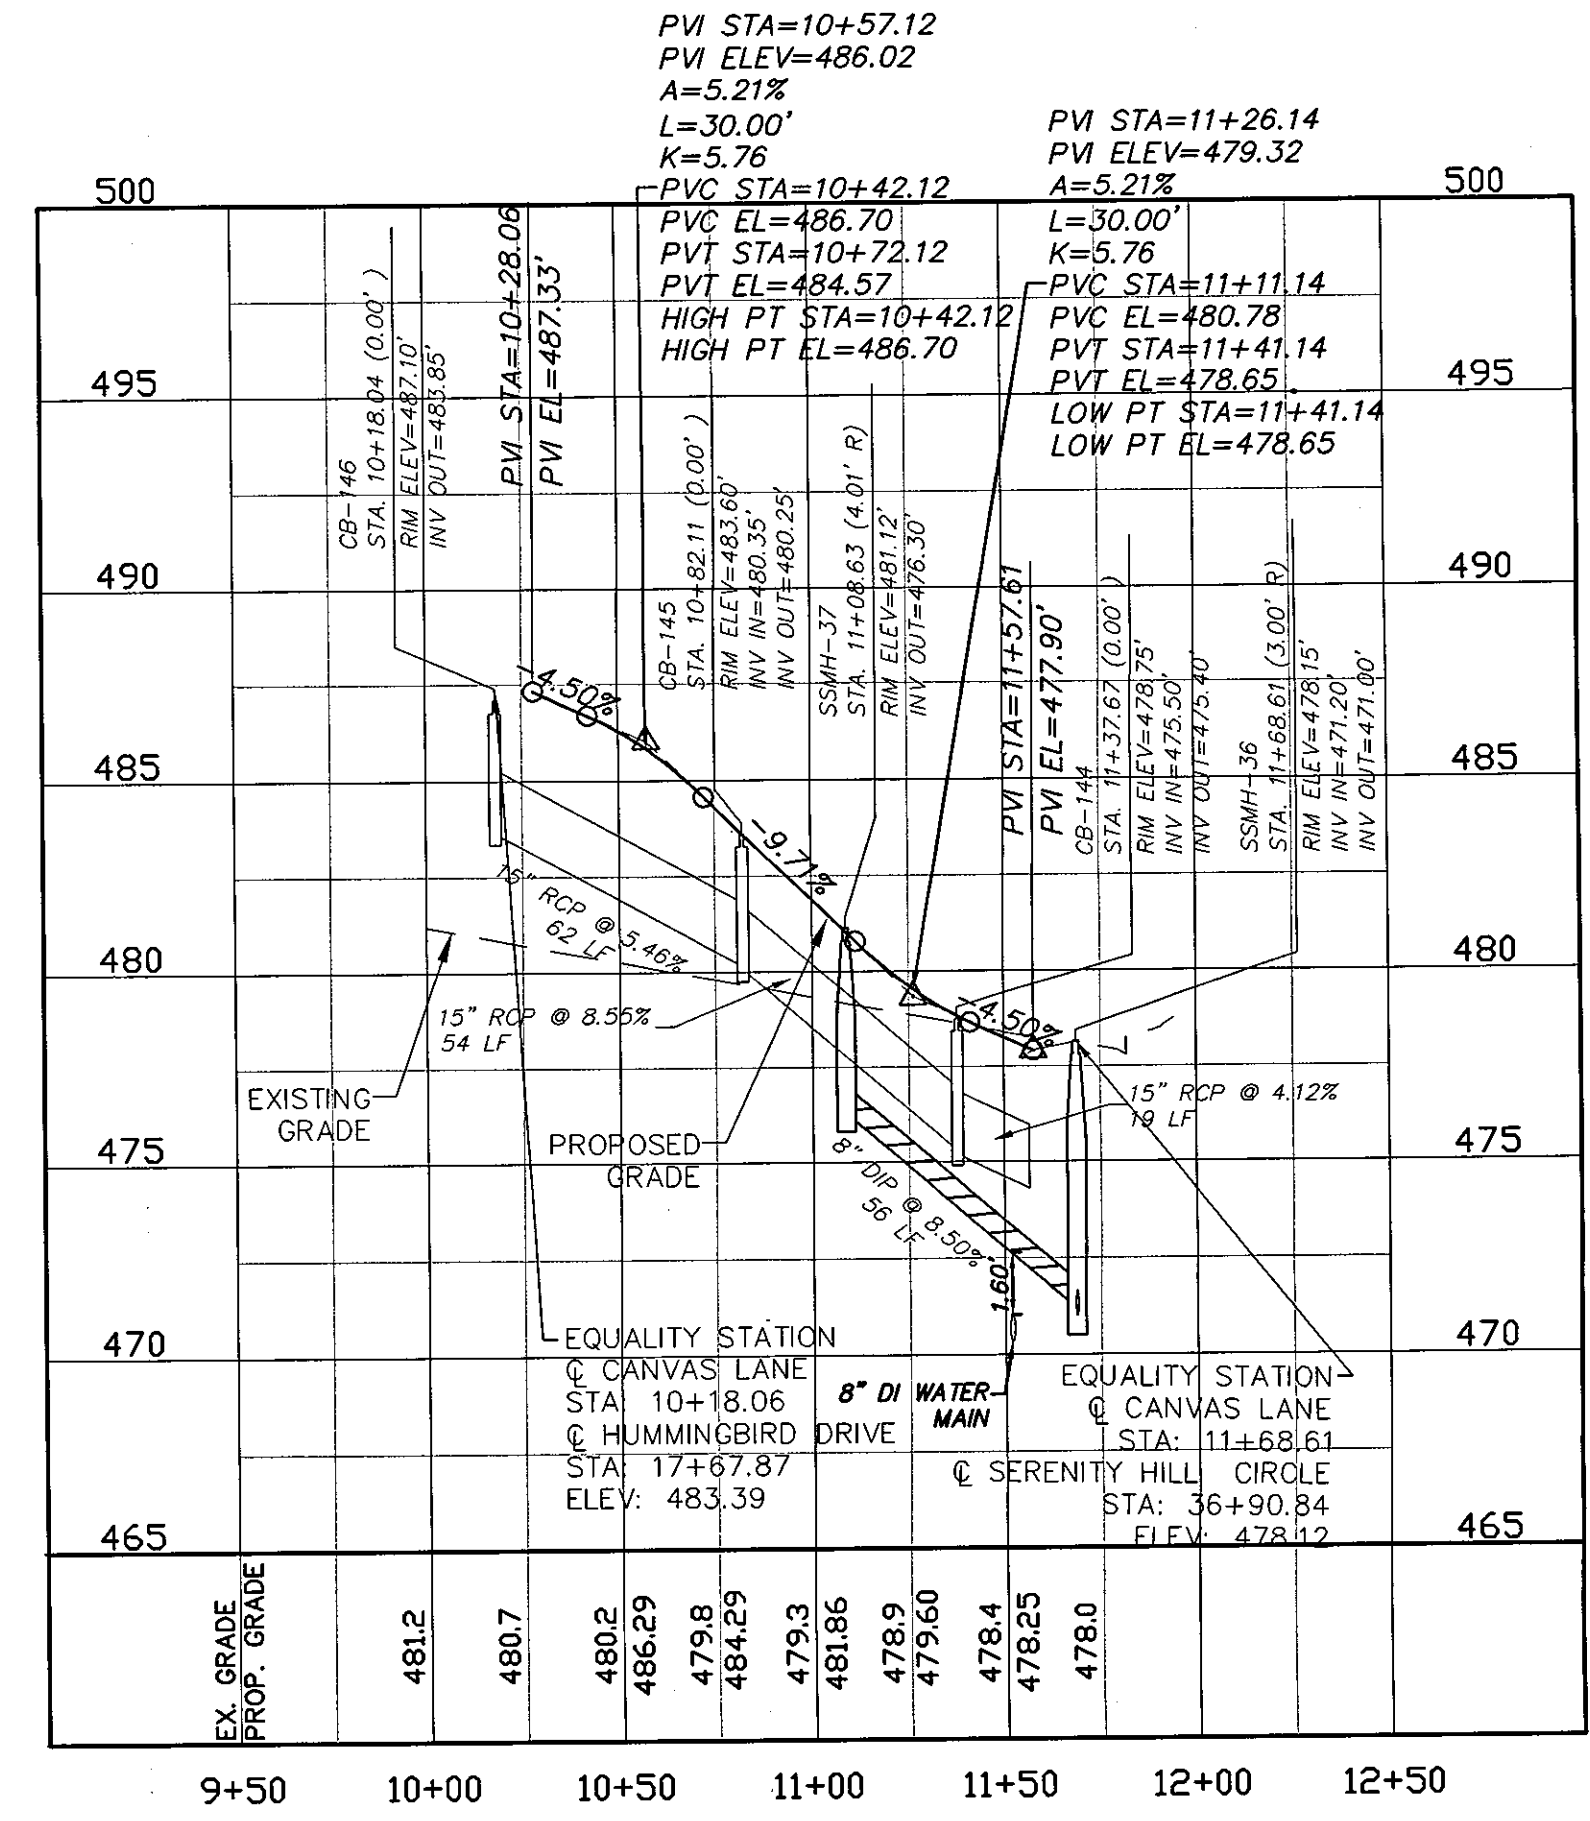 PVI STA=10+57.12
PVI ELEV=486.02
A=5.21%
L=30.00'
K=5.76
PVC STA=10+42.12
PVC EL=486.70
PVT STA=10+72.12
PVT EL=484.57
HIGH PT STA=10+42.12
HIGH PT EL=486.70
PVI STA=11+26.14
PVI ELEV=479.32
A=5.21%
L=30.00'
K=5.76
PVC STA=11+11.14
PVC EL=480.78
PVT STA=11+41.14
PVT EL=478.65
LOW PT STA=11+41.14
LOW PT EL=478.65
500
500
495
495
490
490
485
485
480
480
475
475
470
470
465
465
CB-146
STA. 10+18.04 (0.00' )
RIM ELEV=487.10'
INV OUT=483.85'
PVI STA=10+28.06
PVI EL=487.33'
CB-145
STA. 10+82.11 (0.00' )
RIM ELEV=483.60'
INV IN=480.35'
INV OUT=480.25'
SSMH-37
STA. 11+08.63 (4.01' R)
RIM ELEV=481.12'
INV OUT=476.30'
PVI STA=11+57.61
PVI EL=477.90'
CB-144
STA. 11+37.67 (0.00' )
RIM ELEV=478.75'
INV IN=475.50'
INV OUT=475.40'
SSMH-36
STA. 11+68.61 (3.00' R)
RIM ELEV=478.15'
INV IN=471.20'
INV OUT=471.00'
-4.50%
-9.71%
-4.50%
15" RCP @ 5.46%
62 LF
15" RCP @ 8.55%
54 LF
EXISTING
GRADE
PROPOSED
GRADE
8" DIP @ 8.50%
56 LF
15" RCP @ 4.12%
19 LF
1.60'
8" DI WATER
MAIN
EQUALITY STATION
℄ CANVAS LANE
STA: 10+18.06
℄ HUMMINGBIRD DRIVE
STA: 17+67.87
ELEV: 483.39
EQUALITY STATION
℄ CANVAS LANE
STA: 11+68.61
℄ SERENITY HILL CIRCLE
STA: 36+90.84
ELEV: 478.12
EX. GRADE
PROP. GRADE
481.2
480.7
480.2
486.29
479.8
484.29
479.3
481.86
478.9
479.60
478.4
478.25
478.0
9+50
10+00
10+50
11+00
11+50
12+00
12+50